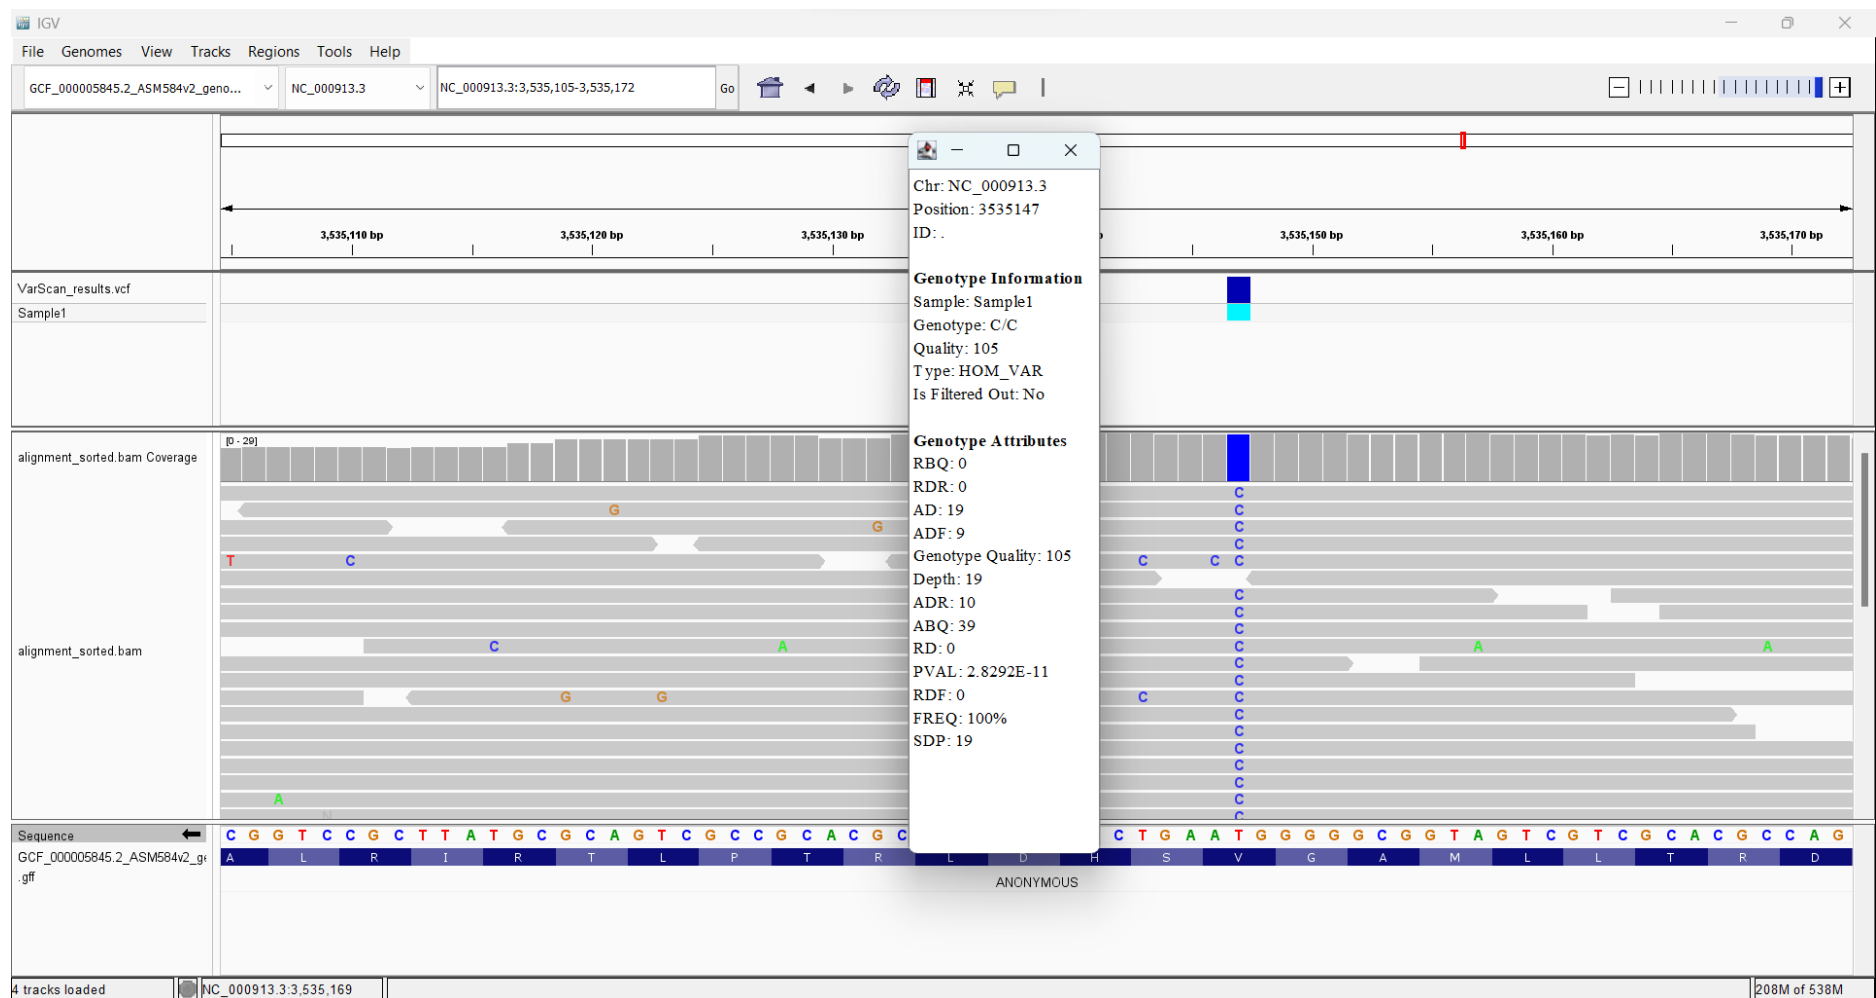 IGV
File Genomes View Tracks Regions Tools Help
GCF_000005845.2_ASM584v2_geno... NC_000913.3 NC_000913.3:3,535,105-3,535,172 Go
3,535,110 bp 3,535,120 bp 3,535,130 bp 3,535,150 bp 3,535,160 bp 3,535,170 bp
VarScan_results.vcf
Sample1
Chr: NC_000913.3
Position: 3535147
ID: .
Genotype Information
Sample: Sample1
Genotype: C/C
Quality: 105
Type: HOM_VAR
Is Filtered Out: No
Genotype Attributes
RBQ: 0
RDR: 0
AD: 19
ADF: 9
Genotype Quality: 105
Depth: 19
ADR: 10
ABQ: 39
RD: 0
PVAL: 2.8292E-11
RDF: 0
FREQ: 100%
SDP: 19
[0 - 29]
alignment_sorted.bam Coverage
C
G C
G C
C
T C C C C
C
C
C
alignment_sorted.bam
C A C A A
C
C
G G C C
C
C
C
C
C
A C
N C
Sequence C G G T C C G C T T A T G C G C A G T C G C C G C A C G C C T G A A T G G G G G C G G T A G T C G T C G C A C G C C A G
GCF_000005845.2_ASM584v2_ge A L R I R T L P T R L D H S V G A M L L T R D
.gff
ANONYMOUS
4 tracks loaded NC_000913.3:3,535,169 208M of 538M